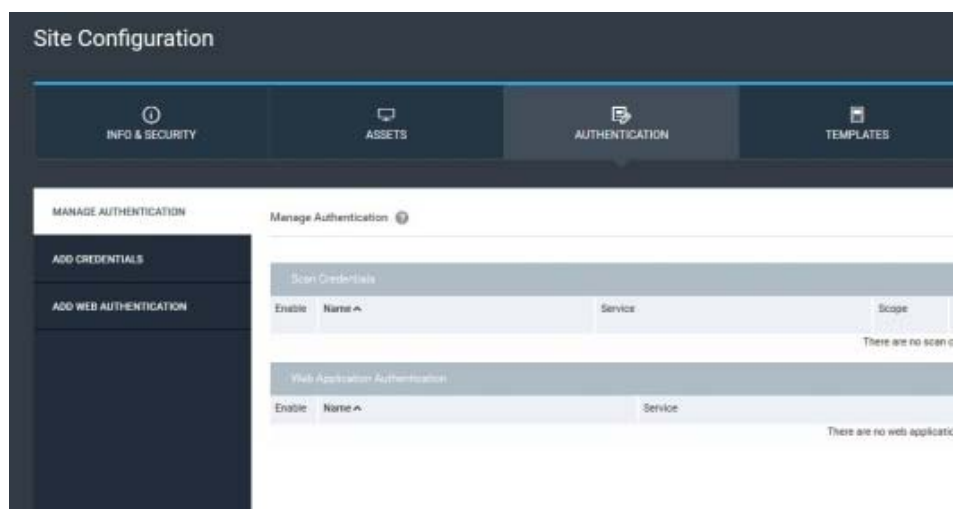 Site Configuration
INFO & SECURITY
ASSETS
AUTHENTICATION
TEMPLATES
MANAGE AUTHENTICATION
ADD CREDENTIALS
ADD WEB AUTHENTICATION
Manage Authentication
Scan Credentials
Enable Name Service Scope
There are no scan
Web Application Authentication
Enable Name Service
There are no web